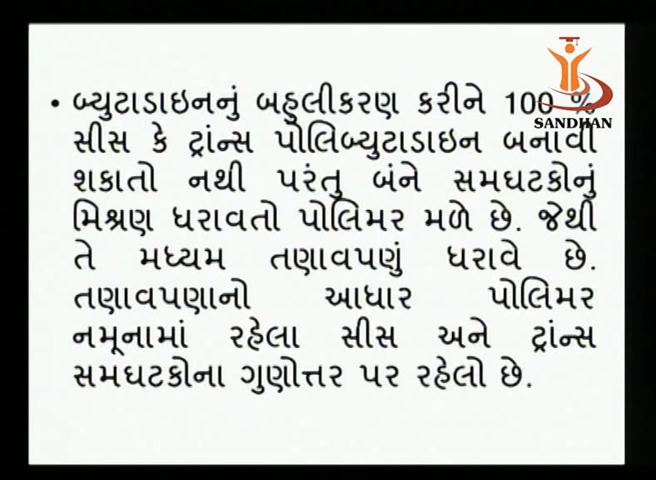 SANDHAN
• બ્યુટાડાઇનનું બહુલીકરણ કરીને 100 %
સીસ કે ટ્રાંન્સ પોલિબ્યુટાડાઇન બનાવી
શકાતો નથી પરંતુ બંને સમઘટકોનું
મિશ્રણ ધરાવતો પોલિમર મળે છે. જેથી
તે મધ્યમ તણાવપણું ધરાવે છે.
તણાવપણાનો આધાર પોલિમર
નમૂનામાં રહેલા સીસ અને ટ્રાંન્સ
સમઘટકોના ગુણોત્તર પર રહેલો છે.